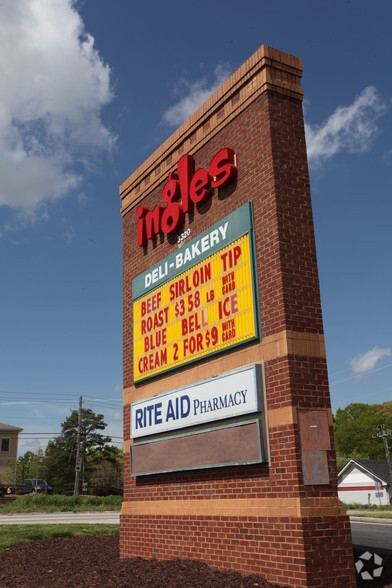 ingles
5320
DELI-BAKERY
BEEF SIRLOIN TIP
ROAST $3.58 LB WITH CARD
BLUE BELL ICE
CREAM 2 FOR $9 WITH CARD
RITE AID PHARMACY